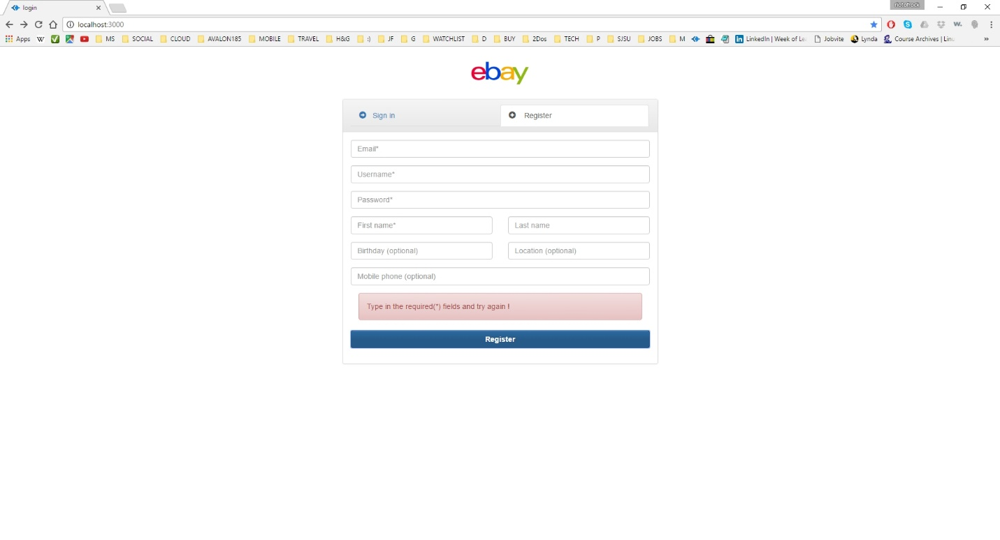 login
riotofrock
localhost:3000
Apps W MS SOCIAL CLOUD AVALON185 MOBILE TRAVEL H&G :) JF G WATCHLIST D BUY 2Dos TECH P SJSU JOBS M LinkedIn | Week of Le Jobvite Lynda Course Archives | Linu »
ebay
Sign in Register
Email*
Username*
Password*
First name* Last name
Birthday (optional) Location (optional)
Mobile phone (optional)
Type in the required(*) fields and try again !
Register